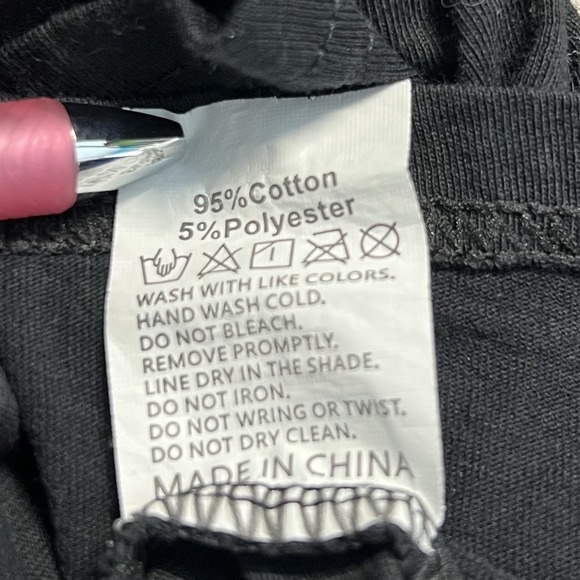 95%Cotton
5%Polyester
WASH WITH LIKE COLORS.
HAND WASH COLD.
DO NOT BLEACH.
REMOVE PROMPTLY.
LINE DRY IN THE SHADE.
DO NOT IRON.
DO NOT WRING OR TWIST.
DO NOT DRY CLEAN.
MADE IN CHINA